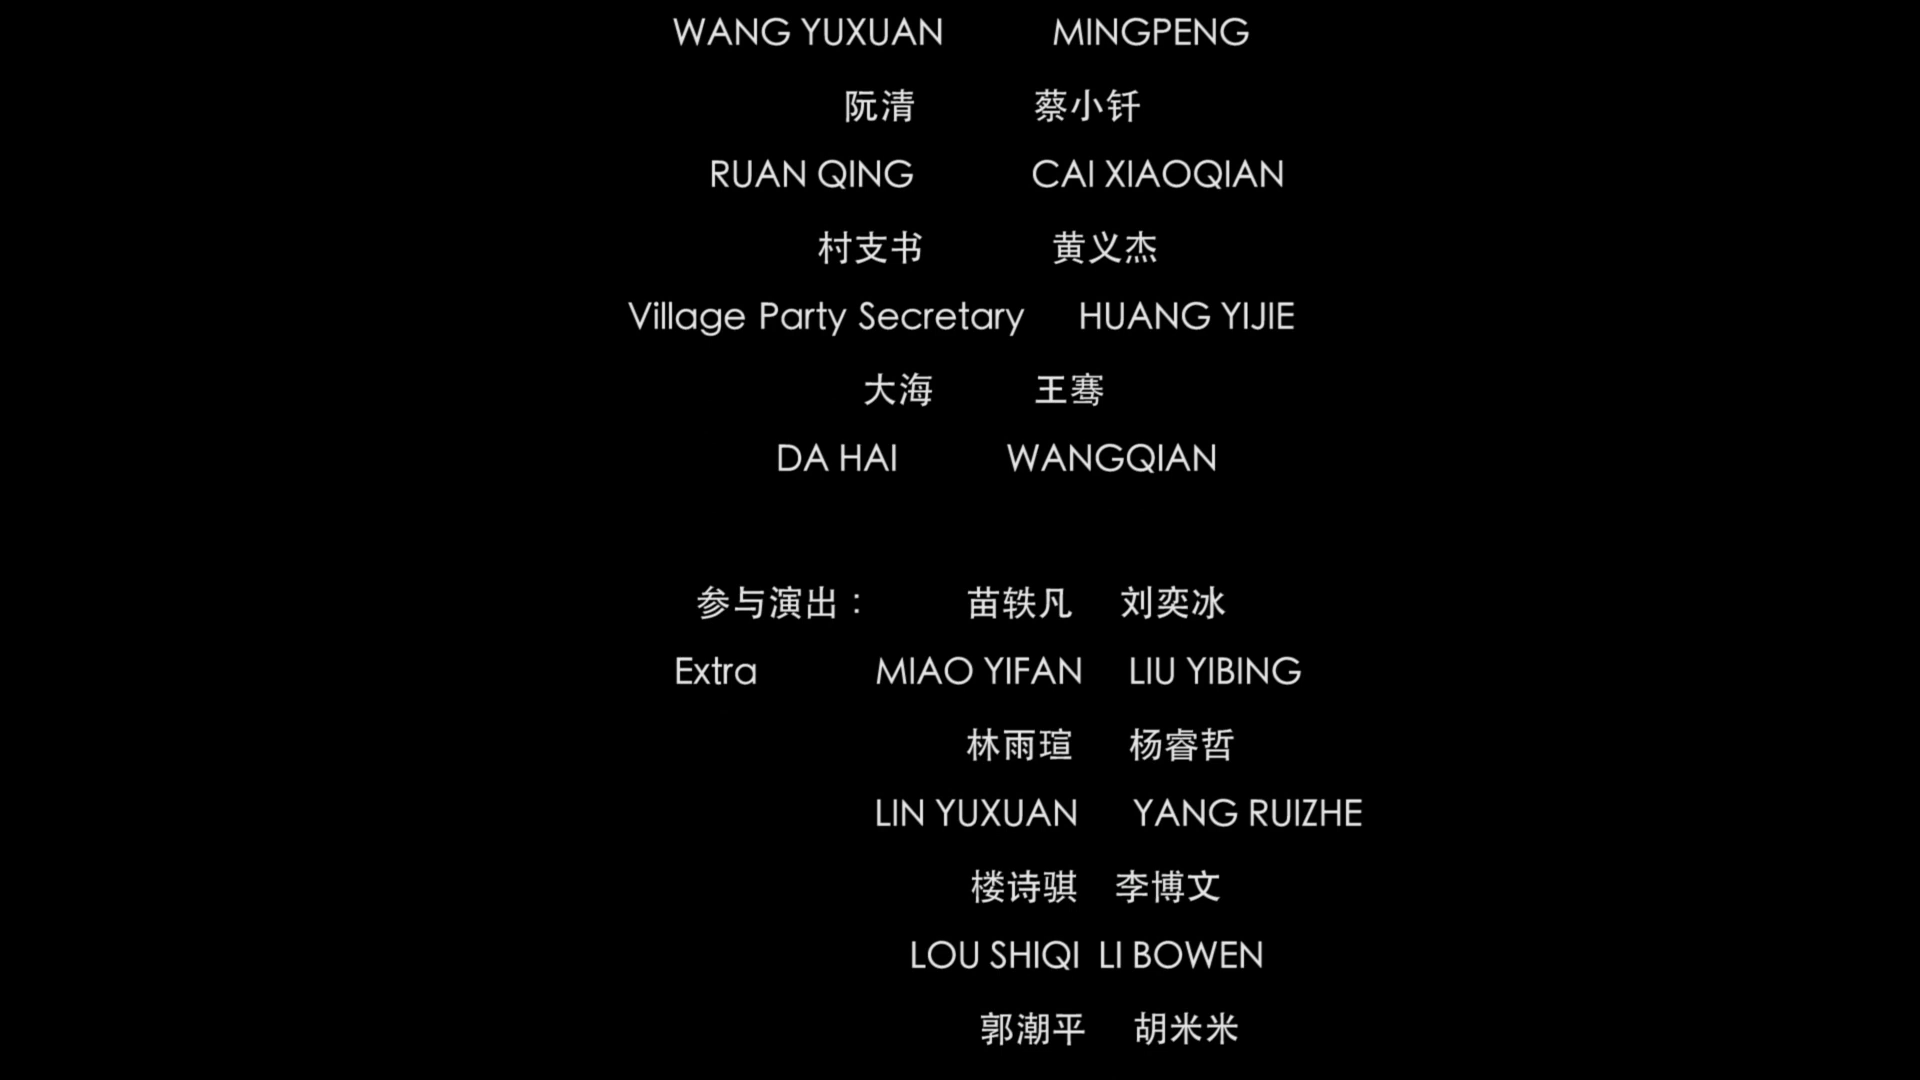 WANG YUXUAN MINGPENG
阮清 蔡小钎
RUAN QING CAI XIAOQIAN
村支书 黄义杰
Village Party Secretary HUANG YIJIE
大海 王骞
DA HAI WANGQIAN
参与演出： 苗轶凡 刘奕冰
Extra MIAO YIFAN LIU YIBING
林雨瑄 杨睿哲
LIN YUXUAN YANG RUIZHE
楼诗骐 李博文
LOU SHIQI LI BOWEN
郭潮平 胡米米